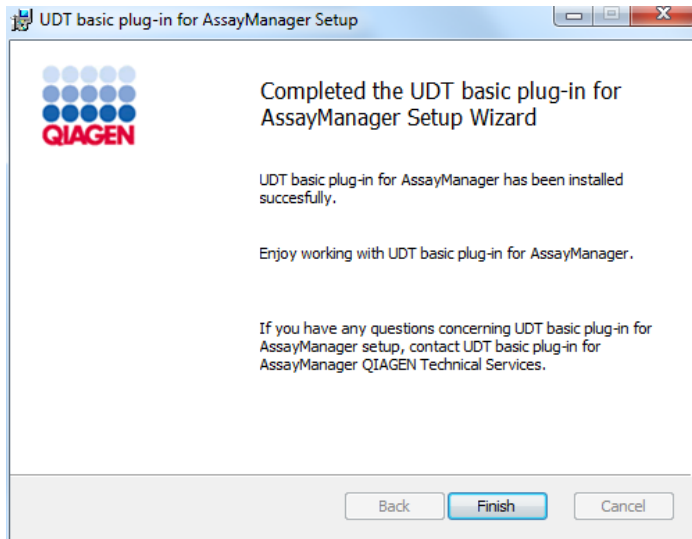 UDT basic plug-in for AssayManager Setup
QIAGEN
Completed the UDT basic plug-in for
AssayManager Setup Wizard
UDT basic plug-in for AssayManager has been installed
succesfully.
Enjoy working with UDT basic plug-in for AssayManager.
If you have any questions concerning UDT basic plug-in for
AssayManager setup, contact UDT basic plug-in for
AssayManager QIAGEN Technical Services.
Back Finish Cancel